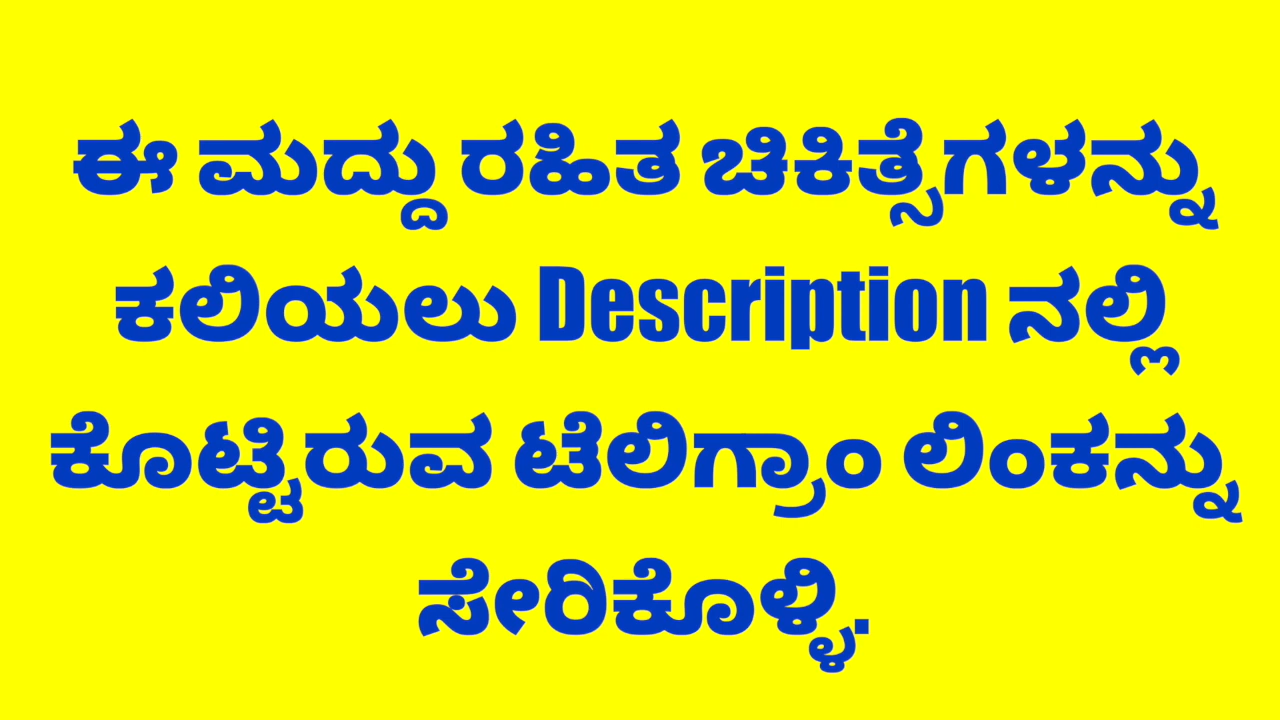 ಈ ಮದ್ದು ರಹಿತ ಚಿಕಿತ್ಸೆಗಳನ್ನು
ಕಲಿಯಲು Description ನಲ್ಲಿ
ಕೊಟ್ಟಿರುವ ಟೆಲಿಗ್ರಾಂ ಲಿಂಕನ್ನು
ಸೇರಿಕೊಳ್ಳಿ.